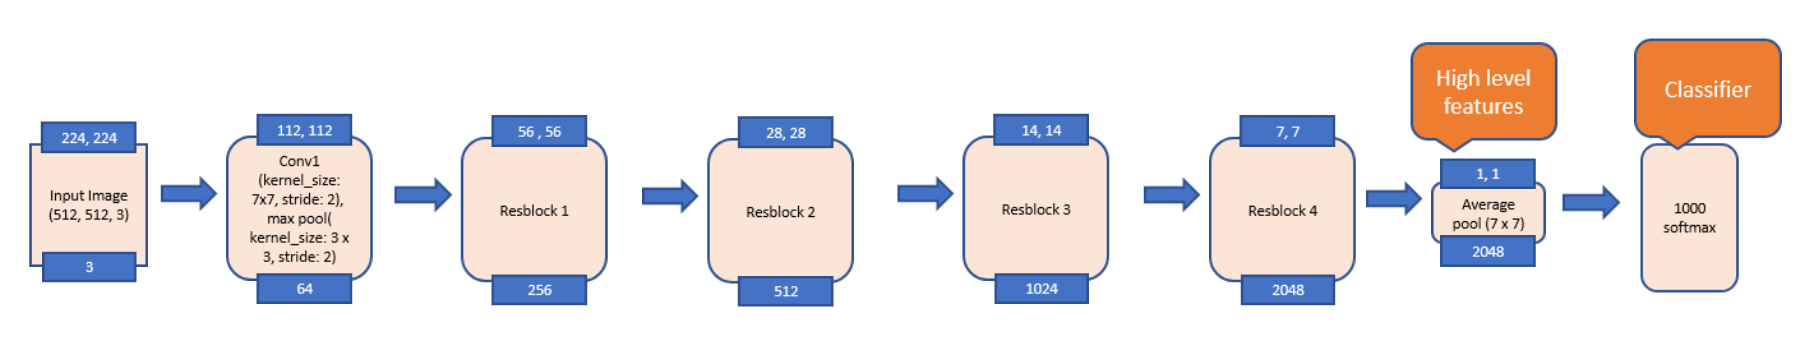 224, 224
Input Image
(512, 512, 3)
3
112, 112
Conv1
(kernel_size:
7x7, stride: 2),
max pool(
kernel_size: 3 x
3, stride: 2)
64
56 , 56
Resblock 1
256
28, 28
Resblock 2
512
14, 14
Resblock 3
1024
7, 7
Resblock 4
2048
High level
features
1, 1
Average
pool (7 x 7)
2048
Classifier
1000
softmax